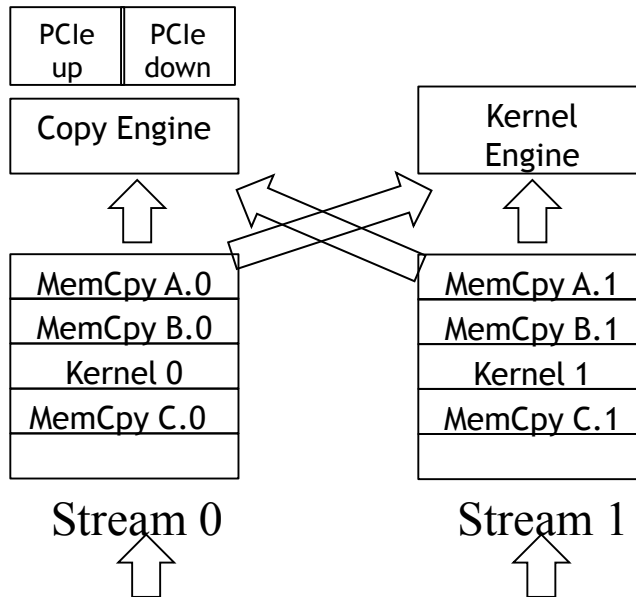 PCIe
up
PCIe
down
Copy Engine
Kernel
Engine
MemCpy A.0
MemCpy B.0
Kernel 0
MemCpy C.0
Stream 0
MemCpy A.1
MemCpy B.1
Kernel 1
MemCpy C.1
Stream 1